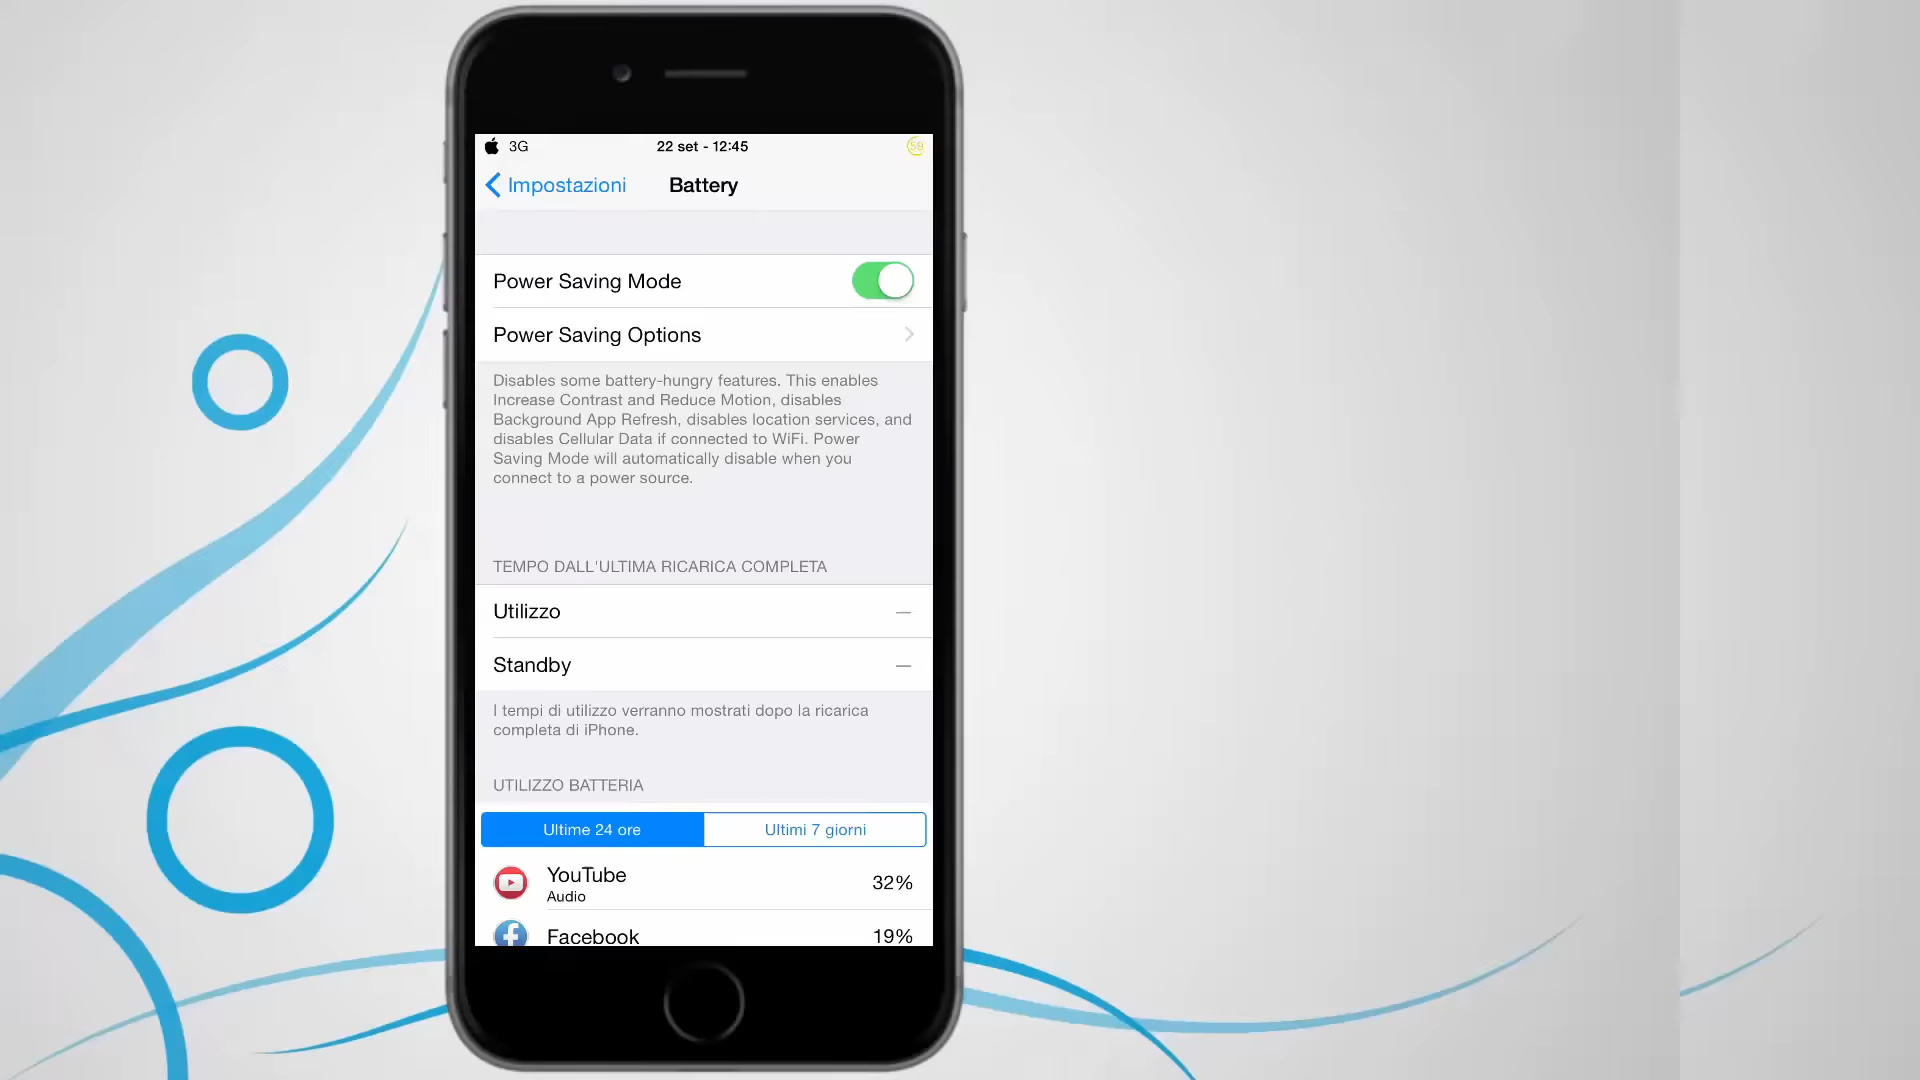 3G 22 set - 12:45 59
Impostazioni Battery
Power Saving Mode
Power Saving Options
Disables some battery-hungry features. This enables
Increase Contrast and Reduce Motion, disables
Background App Refresh, disables location services, and
disables Cellular Data if connected to WiFi. Power
Saving Mode will automatically disable when you
connect to a power source.
TEMPO DALL'ULTIMA RICARICA COMPLETA
Utilizzo —
Standby —
I tempi di utilizzo verranno mostrati dopo la ricarica
completa di iPhone.
UTILIZZO BATTERIA
Ultime 24 ore Ultimi 7 giorni
YouTube 32%
Audio
Facebook 19%